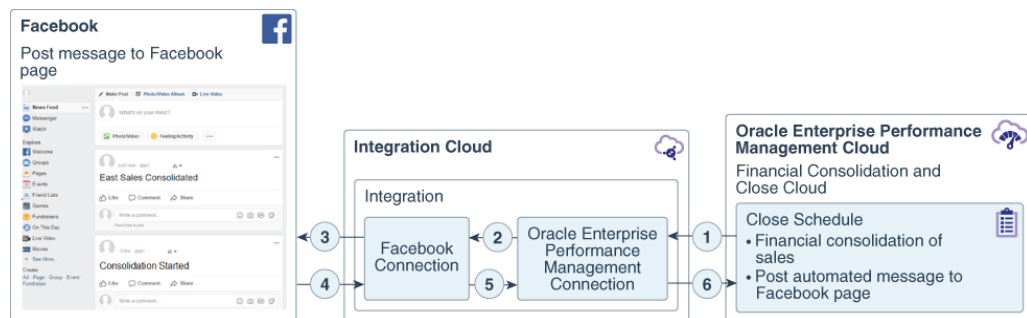 Facebook
Post message to Facebook
page
Make Post
Photo/Video Album
Live Video
What's on your mind?
Photo/Video
Feeling/Activity
News Feed
Messenger
Watch
Explore
Welcome
Groups
Pages
Events
Friend Lists
Games
Fundraisers
On This Day
Live Video
Movies
See More...
Create
Ad Page Group Event
Fundraiser
East Sales Consolidated
Like Comment Share
Write a comment...
Consolidation Started
Like Comment Share
Write a comment...
3
4
Integration Cloud
Integration
Facebook
Connection
2
5
Oracle Enterprise
Performance
Management
Connection
1
6
Oracle Enterprise Performance
Management Cloud
Financial Consolidation and
Close Cloud
Close Schedule
• Financial consolidation of
sales
• Post automated message to
Facebook page